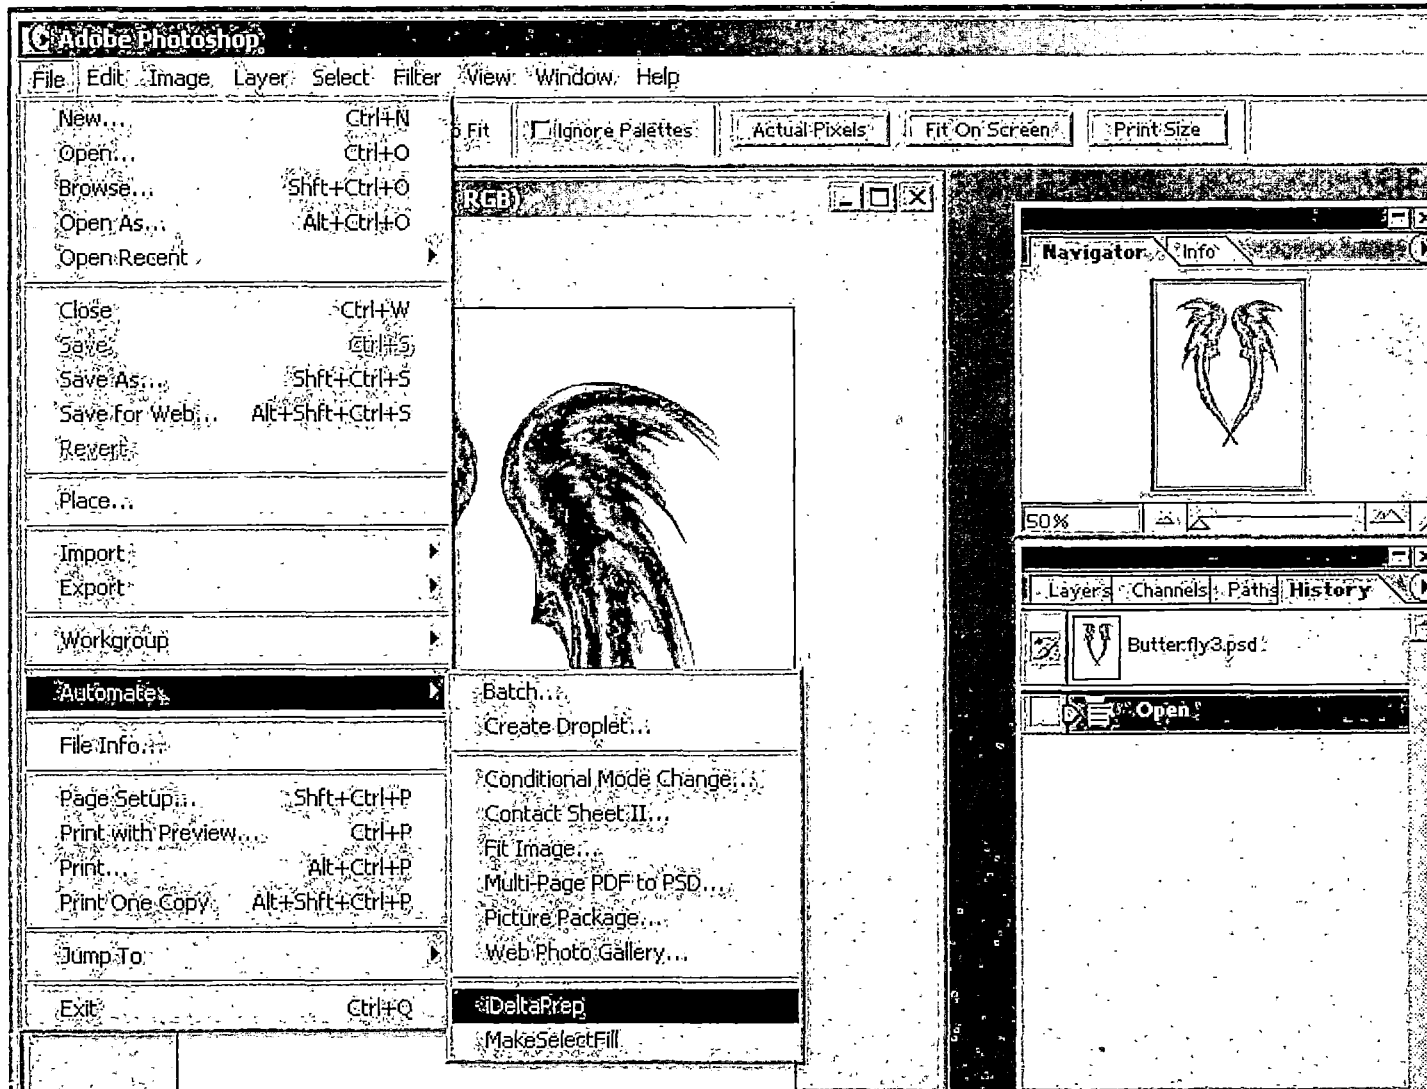 Adobe Photoshop
File Edit Image Layer Select Filter View Window Help
Fit Ignore Palettes Actual Pixels Fit On Screen Print Size
New... Ctrl+N
Open... Ctrl+O
Browse... Shft+Ctrl+O
Open As... Alt+Ctrl+O
Open Recent
Close Ctrl+W
Save Ctrl+S
Save As... Shft+Ctrl+S
Save for Web... Alt+Shft+Ctrl+S
Revert
Place...
Import
Export
Workgroup
Automate
File Info...
Page Setup... Shft+Ctrl+P
Print with Preview... Ctrl+P
Print... Alt+Ctrl+P
Print One Copy Alt+Shft+Ctrl+P
Jump To
Exit Ctrl+Q
Batch...
Create Droplet...
Conditional Mode Change...
Contact Sheet II...
Fit Image...
Multi-Page PDF to PSD...
Picture Package...
Web Photo Gallery...
iDeltaPrep
MakeSelectFill
RGB)
Navigator Info
50%
Layers Channels Paths History
Butterfly3.psd
Open